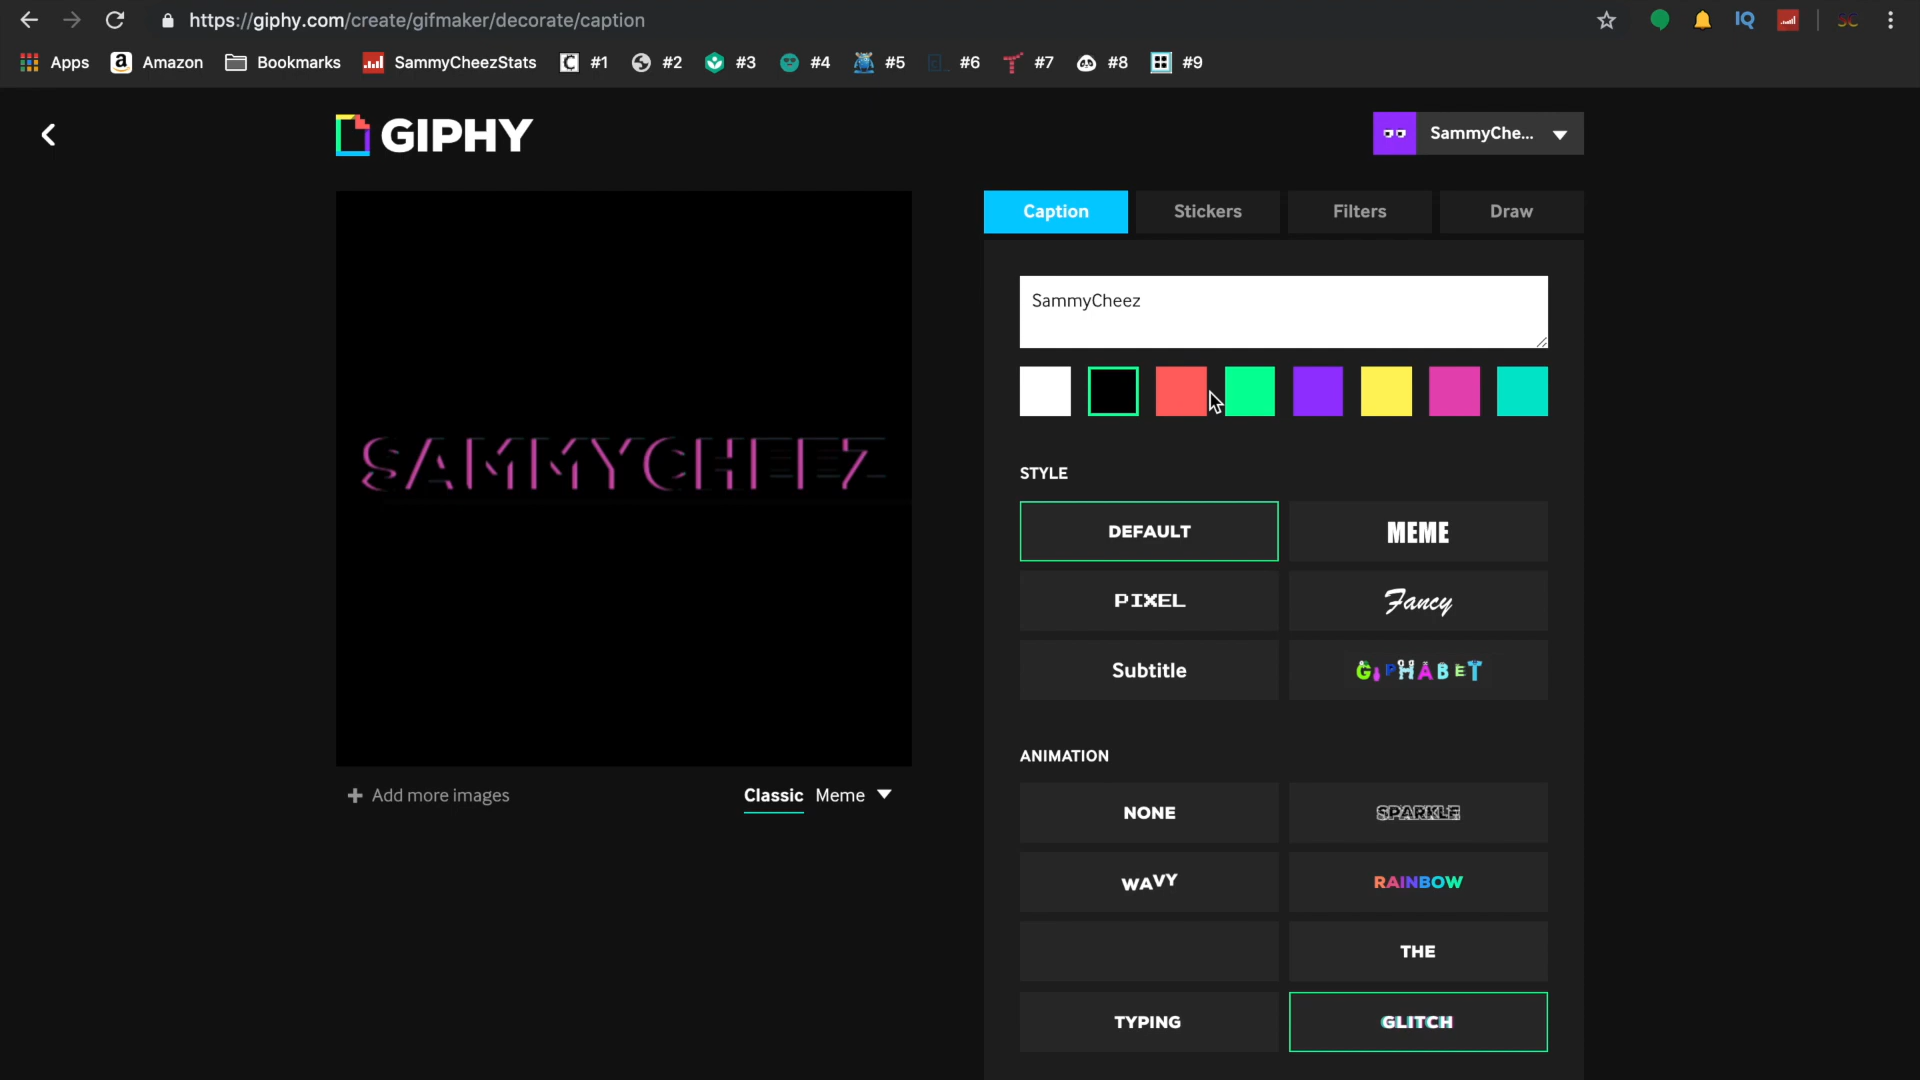 https://giphy.com/create/gifmaker/decorate/caption
IQ
SC
Apps
Amazon
Bookmarks
SammyCheezStats
#1
#2
#3
#4
#5
#6
#7
#8
#9
GIPHY
SammyChe...
Caption
Stickers
Filters
Draw
SammyCheez
SAMMYCHEEZ
STYLE
DEFAULT
MEME
PIXEL
Fancy
Subtitle
GIPHABET
ANIMATION
NONE
SPARKLE
WAVY
RAINBOW
THE
TYPING
GLITCH
Add more images
Classic
Meme